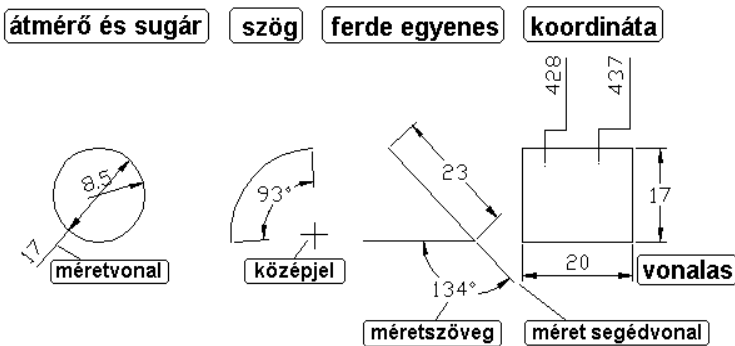 átmérő és sugár
szög
ferde egyenes
koordináta
428
437
8.5
93°
23
17
17
méretvonal
középjel
20
vonalas
134°
méretszöveg
méret segédvonal